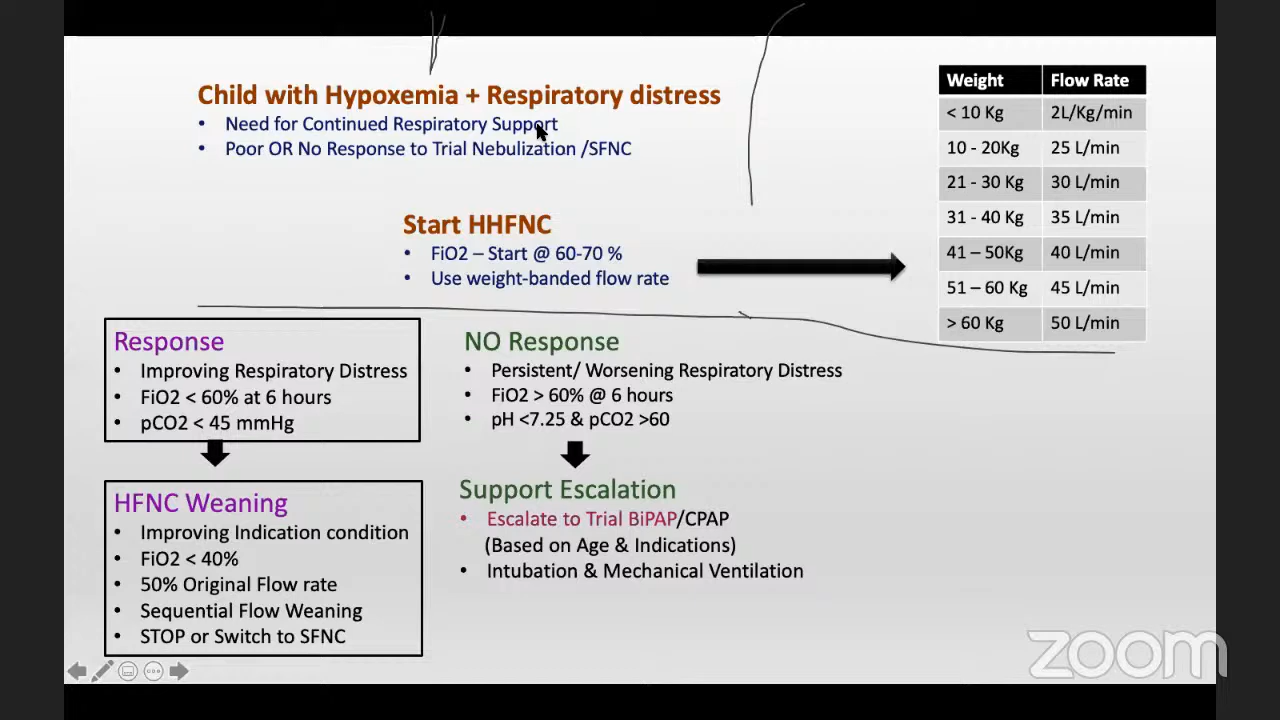 Child with Hypoxemia + Respiratory distress
• Need for Continued Respiratory Support
• Poor OR No Response to Trial Nebulization /SFNC
Start HHFNC
• FiO2 – Start @ 60-70 %
• Use weight-banded flow rate
Weight Flow Rate
< 10 Kg 2L/Kg/min
10 - 20Kg 25 L/min
21 - 30 Kg 30 L/min
31 - 40 Kg 35 L/min
41 – 50Kg 40 L/min
51 – 60 Kg 45 L/min
> 60 Kg 50 L/min
Response
• Improving Respiratory Distress
• FiO2 < 60% at 6 hours
• pCO2 < 45 mmHg
HFNC Weaning
• Improving Indication condition
• FiO2 < 40%
• 50% Original Flow rate
• Sequential Flow Weaning
• STOP or Switch to SFNC
NO Response
• Persistent/ Worsening Respiratory Distress
• FiO2 > 60% @ 6 hours
• pH <7.25 & pCO2 >60
Support Escalation
• Escalate to Trial BiPAP/CPAP
(Based on Age & Indications)
• Intubation & Mechanical Ventilation
zoom